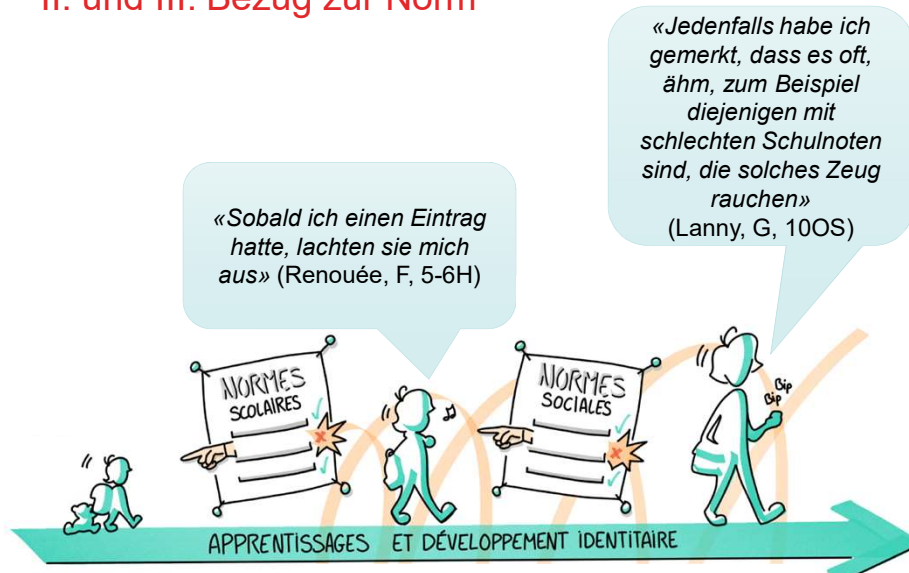 II. und III. Bezug zur Norm
«Jedenfalls habe ich
gemerkt, dass es oft,
ähm, zum Beispiel
diejenigen mit
schlechten Schulnoten
sind, die solches Zeug
rauchen»
(Lanny, G, 10OS)
«Sobald ich einen Eintrag
hatte, lachten sie mich
aus» (Renouée, F, 5-6H)
NORMES
SCOLAIRES
NORMES
SOCIALES
Bip
Bip
APPRENTISSAGES ET DÉVELOPPEMENT IDENTITAIRE